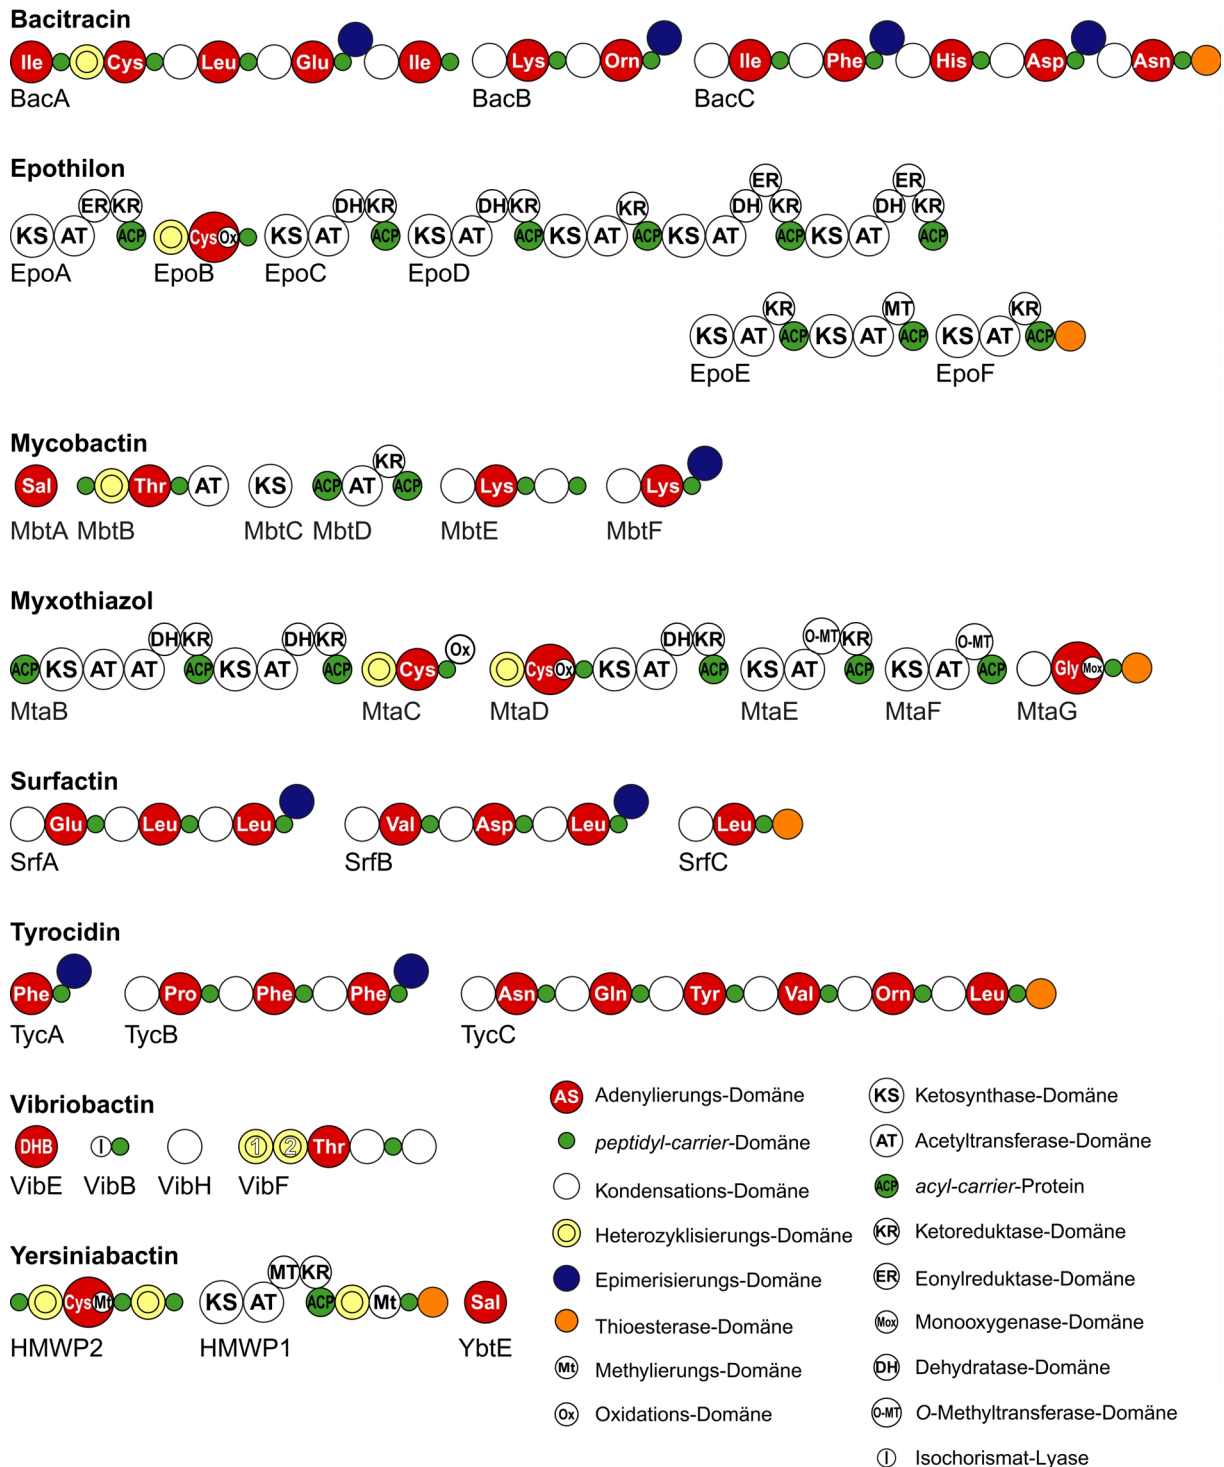 Bacitracin
Ile Cys Leu Glu Ile Lys Orn Ile Phe His Asp Asn
BacA BacB BacC
Epothilon
ER
ER
ER KR DH KR DH KR KR DH KR DH KR
KS AT ACP Cys Ox KS AT ACP KS AT ACP KS AT ACP KS AT ACP KS AT ACP
EpoA EpoB EpoC EpoD
KR MT KR
KS AT ACP KS AT ACP KS AT ACP
EpoE EpoF
Mycobactin
KR
Sal Thr AT KS ACP AT ACP Lys Lys
MbtA MbtB MbtC MbtD MbtE MbtF
Myxothiazol
DH KR DH KR Ox DH KR O-MT KR O-MT
ACP KS AT AT ACP KS AT ACP Cys Cys Ox KS AT ACP KS AT ACP KS AT ACP Gly Mox
MtaB MtaC MtaD MtaE MtaF MtaG
Surfactin
Glu Leu Leu Val Asp Leu Leu
SrfA SrfB SrfC
Tyrocidin
Phe Pro Phe Phe Asn Gln Tyr Val Orn Leu
TycA TycB TycC
Vibriobactin
DHB I 1 2 Thr
VibE VibB VibH VibF
Yersiniabactin
MT KR
Cys Mt KS AT ACP Mt Sal
HMWP2 HMWP1 YbtE
AS Adenylierungs-Domäne
peptidyl-carrier-Domäne
Kondensations-Domäne
Heterozyklisierungs-Domäne
Epimerisierungs-Domäne
Thioesterase-Domäne
Mt Methylierungs-Domäne
Ox Oxidations-Domäne
KS Ketosynthase-Domäne
AT Acetyltransferase-Domäne
ACP acyl-carrier-Protein
KR Ketoreduktase-Domäne
ER Eonylreduktase-Domäne
Mox Monooxygenase-Domäne
DH Dehydratase-Domäne
O-MT O-Methyltransferase-Domäne
I Isochorismat-Lyase